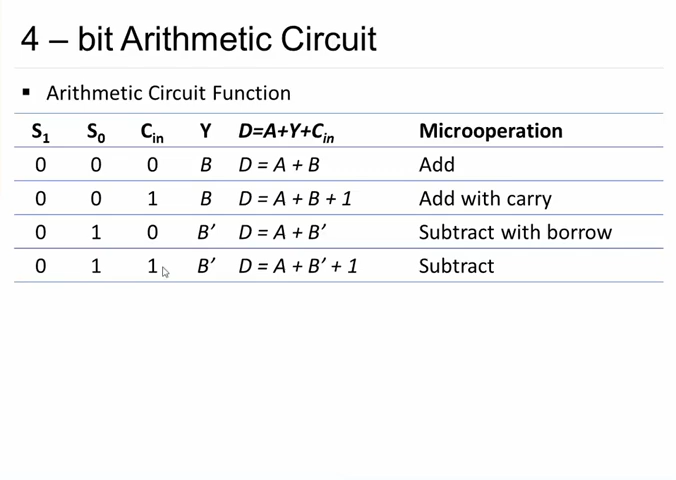 4 – bit Arithmetic Circuit
▪ Arithmetic Circuit Function
S1 S0 Cin Y D=A+Y+Cin Microoperation
0 0 0 B D = A + B Add
0 0 1 B D = A + B + 1 Add with carry
0 1 0 B′ D = A + B′ Subtract with borrow
0 1 1 B′ D = A + B′ + 1 Subtract